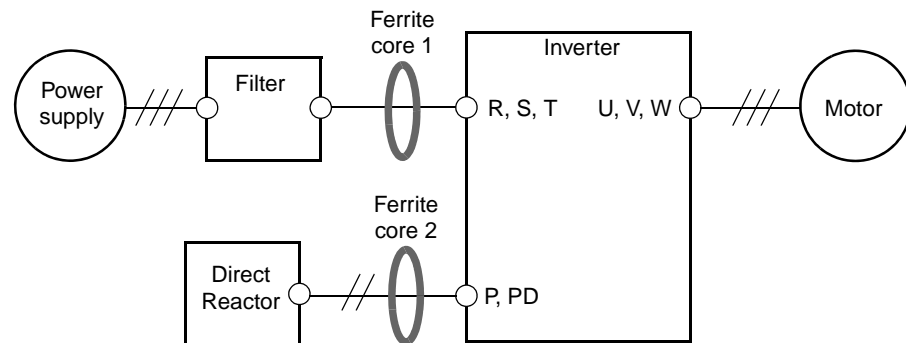 Ferrite
core 1
Inverter
Filter
Power
supply
R, S, T
U, V, W
Motor
Ferrite
core 2
Direct
Reactor
P, PD